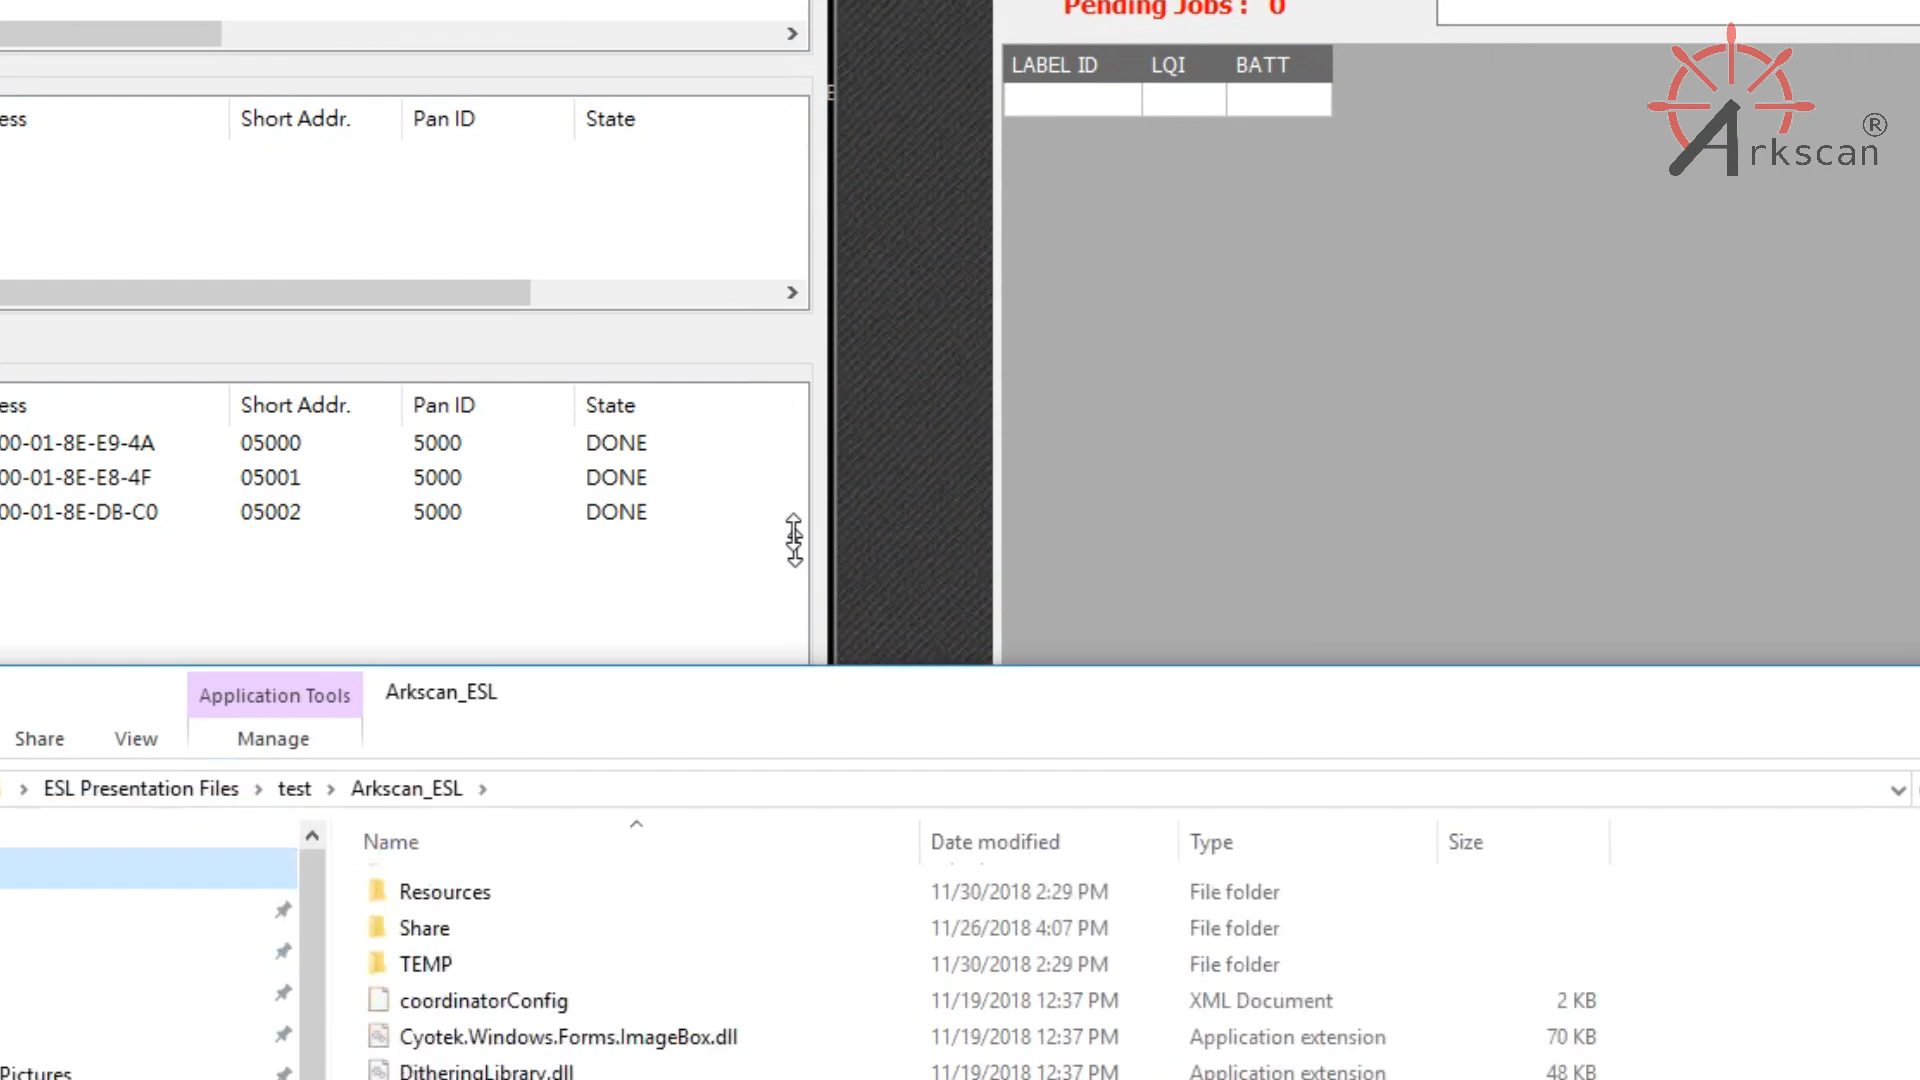 Pending Jobs : 0
LABEL ID LQI BATT
Arkscan®
ess Short Addr. Pan ID State
ess Short Addr. Pan ID State
00-01-8E-E9-4A 05000 5000 DONE
00-01-8E-E8-4F 05001 5000 DONE
00-01-8E-DB-C0 05002 5000 DONE
Application Tools Arkscan_ESL
Share View Manage
ESL Presentation Files > test > Arkscan_ESL >
Name Date modified Type Size
Resources 11/30/2018 2:29 PM File folder
Share 11/26/2018 4:07 PM File folder
TEMP 11/30/2018 2:29 PM File folder
coordinatorConfig 11/19/2018 12:37 PM XML Document 2 KB
Cyotek.Windows.Forms.ImageBox.dll 11/19/2018 12:37 PM Application extension 70 KB
Pictures DitheringLibrary.dll 11/19/2018 12:37 PM Application extension 48 KB